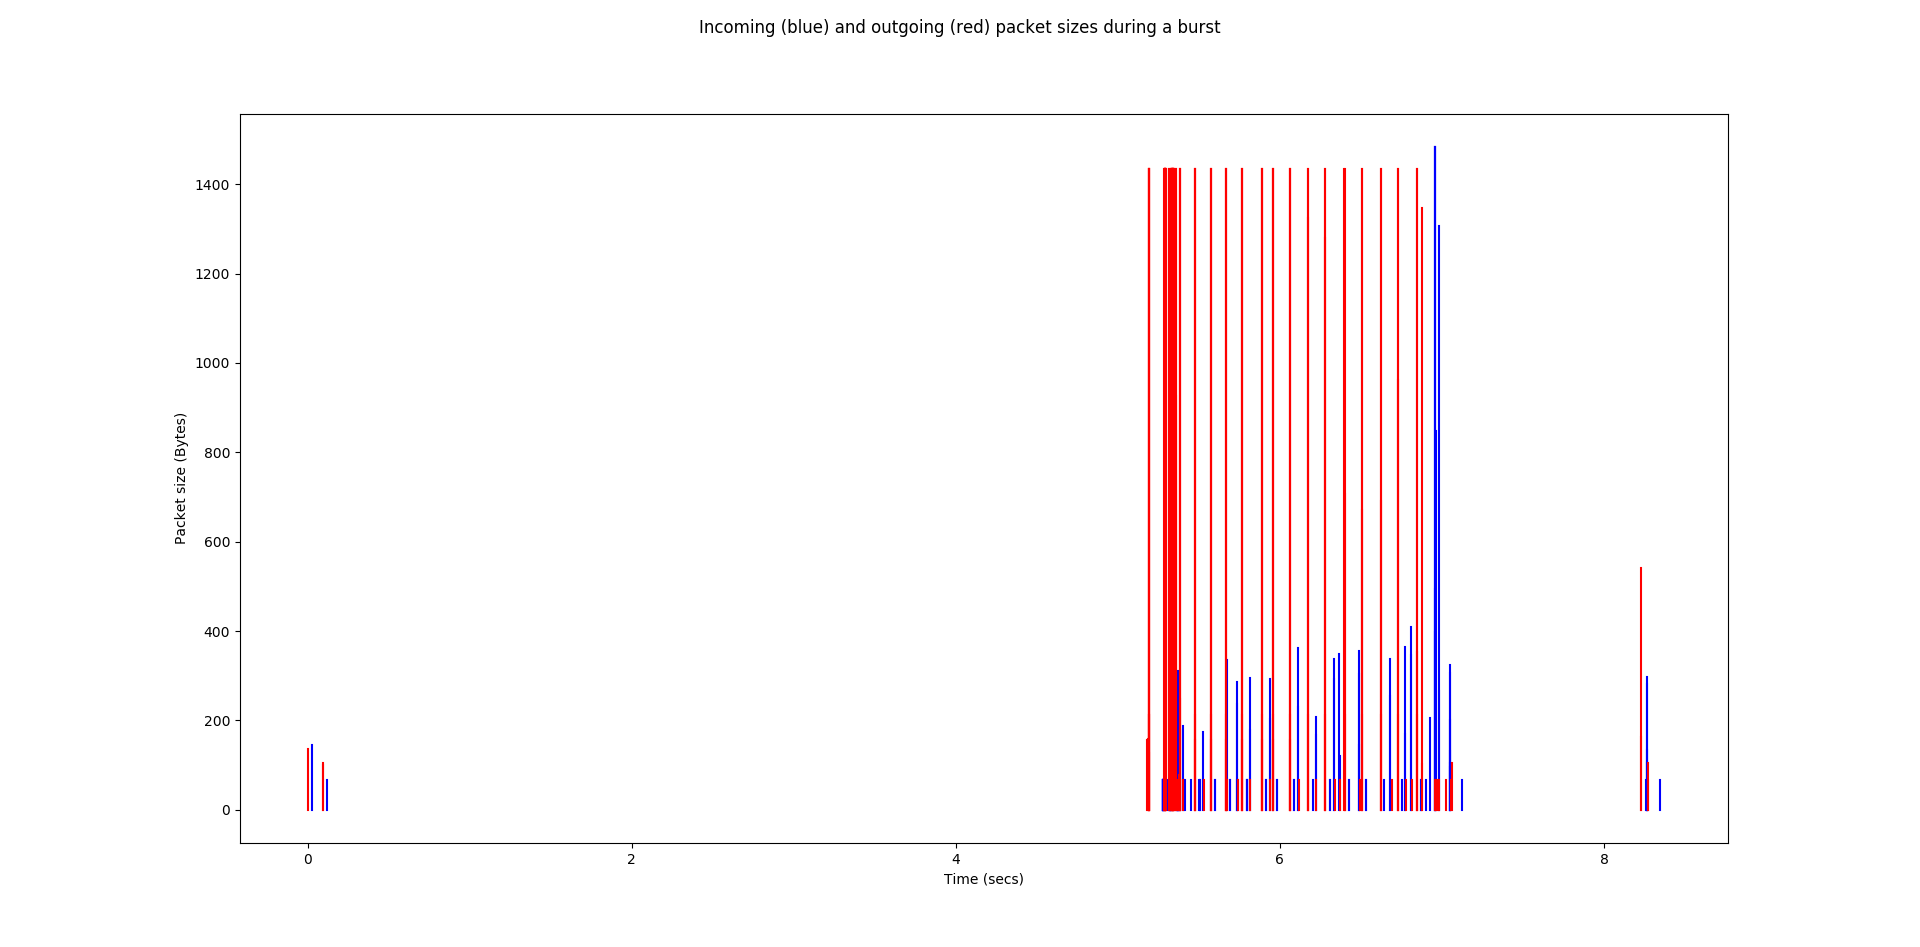 Incoming (blue) and outgoing (red) packet sizes during a burst
1400
1200
1000
800
600
400
200
0
Packet size (Bytes)
0 2 4 6 8
Time (secs)